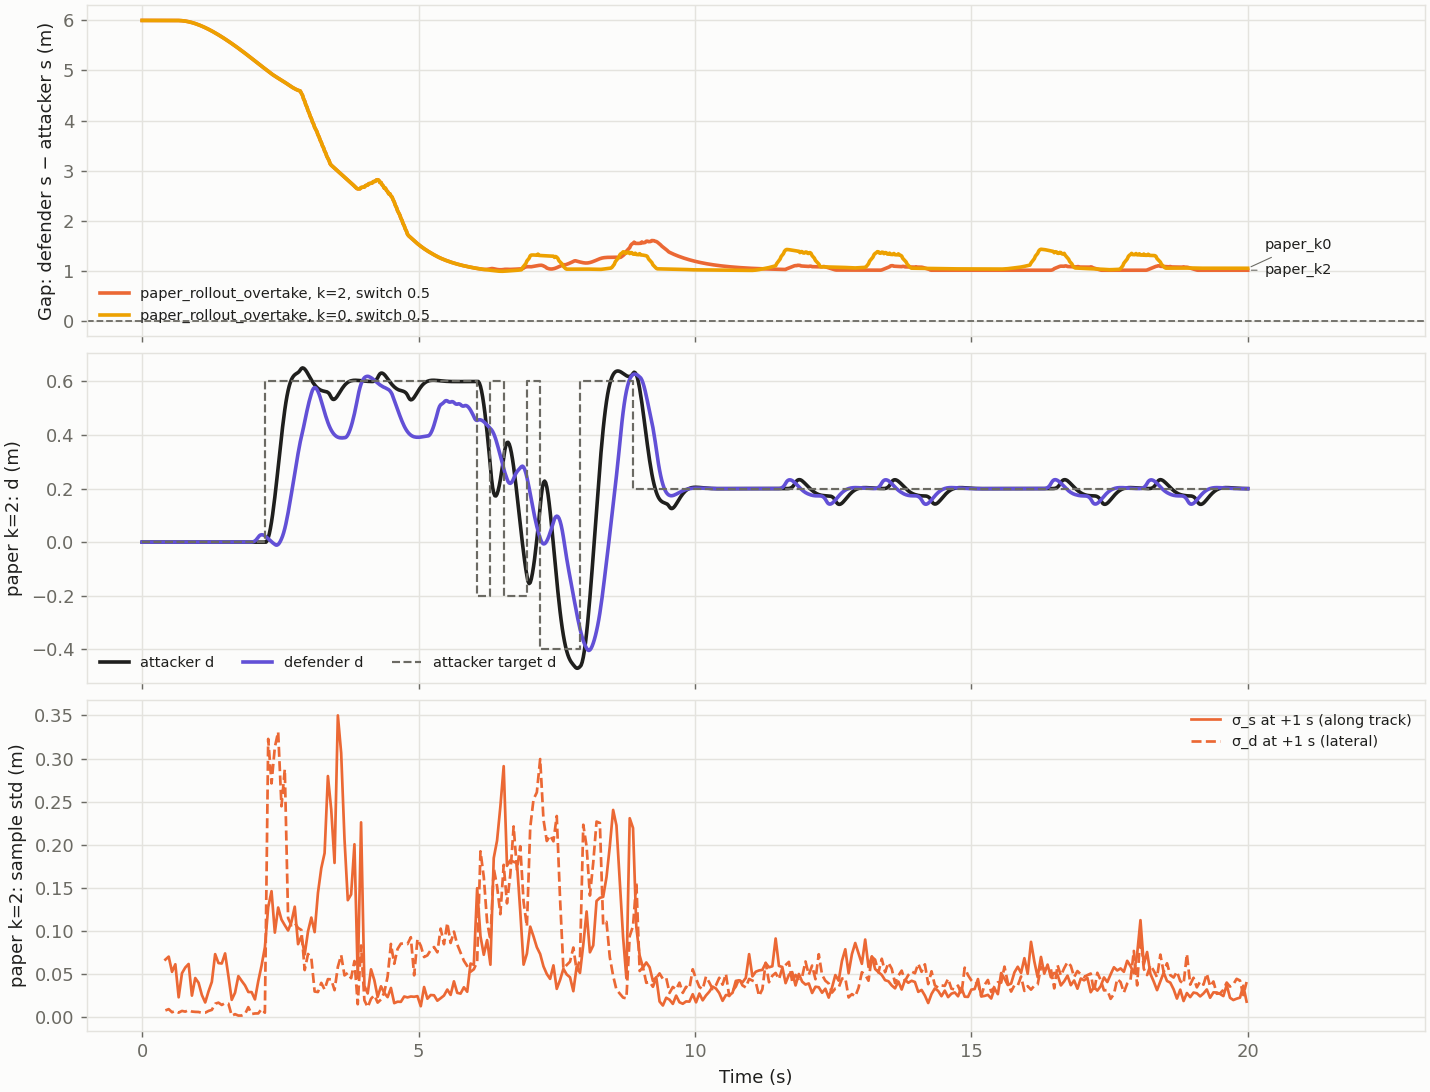 Gap: defender s − attacker s (m)
6
5
4
3
2
1
0
paper_rollout_overtake, k=2, switch 0.5
paper_rollout_overtake, k=0, switch 0.5
paper_k0
paper_k2
paper k=2: d (m)
0.6
0.4
0.2
0.0
−0.2
−0.4
attacker d
defender d
attacker target d
paper k=2: sample std (m)
0.35
0.30
0.25
0.20
0.15
0.10
0.05
0.00
σ_s at +1 s (along track)
σ_d at +1 s (lateral)
0
5
10
15
20
Time (s)